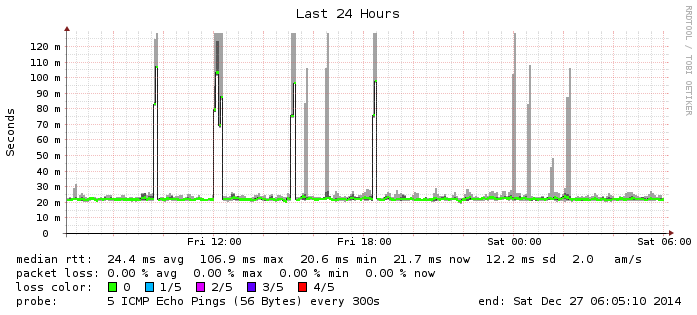 Last 24 Hours
RRDTOOL / TOBI OETIKER
Seconds
120 m
110 m
100 m
90 m
80 m
70 m
60 m
50 m
40 m
30 m
20 m
10 m
0
Fri 12:00 Fri 18:00 Sat 00:00 Sat 06:00
median rtt: 24.4 ms avg 106.9 ms max 20.6 ms min 21.7 ms now 12.2 ms sd 2.0 am/s
packet loss: 0.00 % avg 0.00 % max 0.00 % min 0.00 % now
loss color: 0 1/5 2/5 3/5 4/5
probe: 5 ICMP Echo Pings (56 Bytes) every 300s end: Sat Dec 27 06:05:10 2014